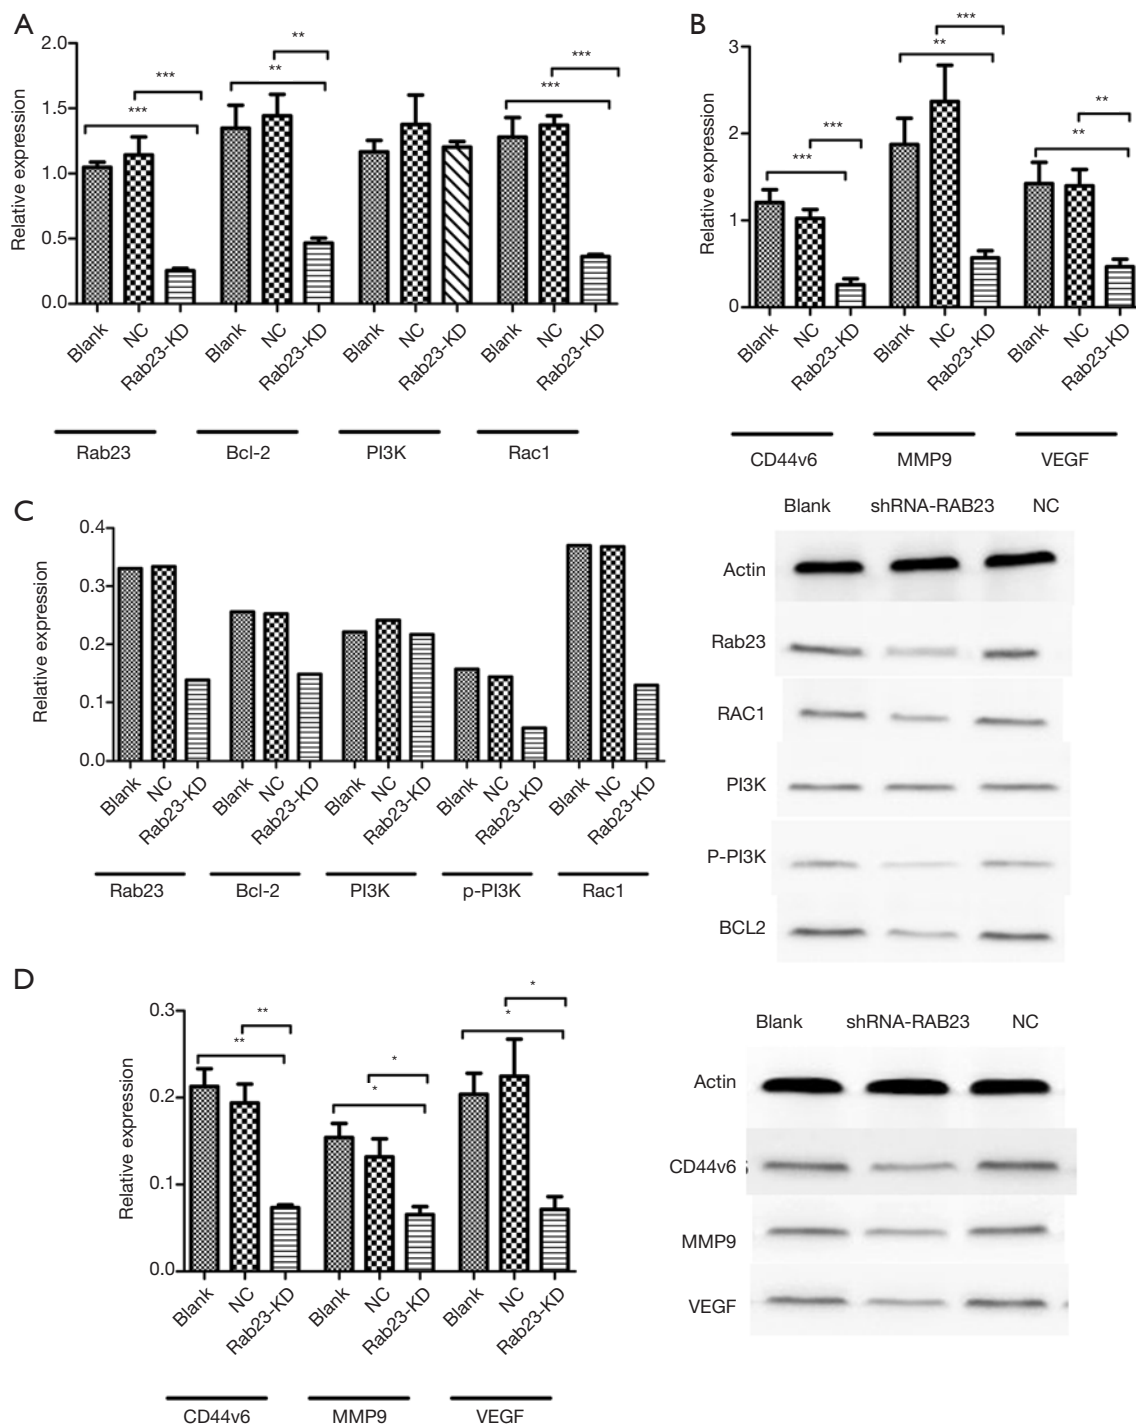 A
2.0
1.5
1.0
0.5
0.0
Relative expression
***
***
**
**
***
***
Blank
NC
Rab23-KD
Blank
NC
Rab23-KD
Blank
NC
Rab23-KD
Blank
NC
Rab23-KD
Rab23
Bcl-2
PI3K
Rac1
B
3
2
1
0
Relative expression
***
***
**
***
**
**
Blank
NC
Rab23-KD
Blank
NC
Rab23-KD
Blank
NC
Rab23-KD
CD44v6
MMP9
VEGF
C
0.4
0.3
0.2
0.1
0.0
Relative expression
Blank
NC
Rab23-KD
Blank
NC
Rab23-KD
Blank
NC
Rab23-KD
Blank
NC
Rab23-KD
Blank
NC
Rab23-KD
Rab23
Bcl-2
PI3K
p-PI3K
Rac1
Blank shRNA-RAB23 NC
Actin
Rab23
RAC1
PI3K
P-PI3K
BCL2
D
0.3
0.2
0.1
0.0
Relative expression
**
**
*
*
*
*
Blank
NC
Rab23-KD
Blank
NC
Rab23-KD
Blank
NC
Rab23-KD
CD44v6
MMP9
VEGF
Blank shRNA-RAB23 NC
Actin
CD44v6
MMP9
VEGF